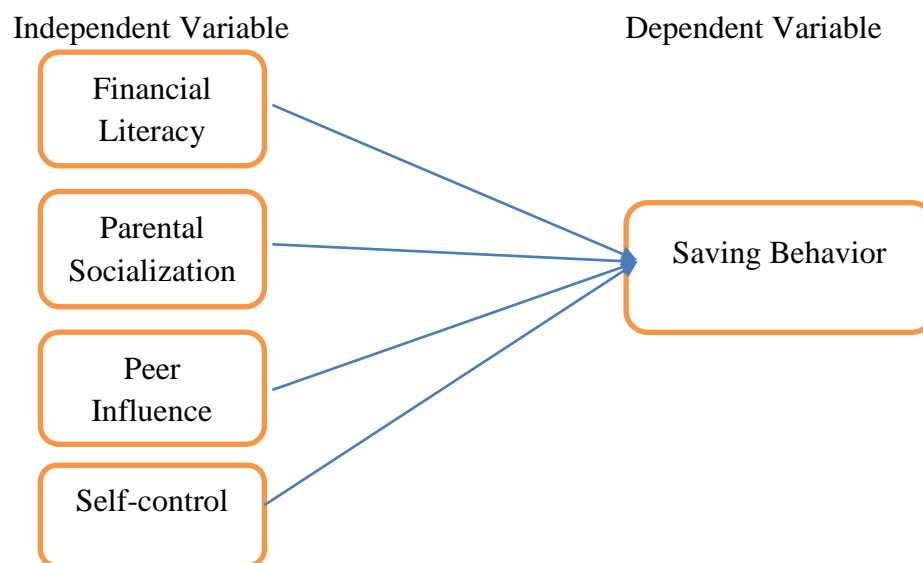 Independent Variable
Dependent Variable
Financial
Literacy
Parental
Socialization
Saving Behavior
Peer
Influence
Self-control